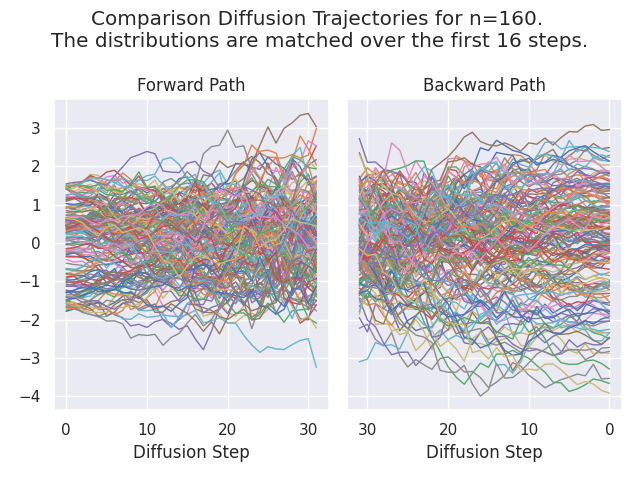 Comparison Diffusion Trajectories for n=160.
The distributions are matched over the first 16 steps.
Forward Path
Backward Path
3
2
1
0
−1
−2
−3
−4
0 10 20 30
30 20 10 0
Diffusion Step
Diffusion Step